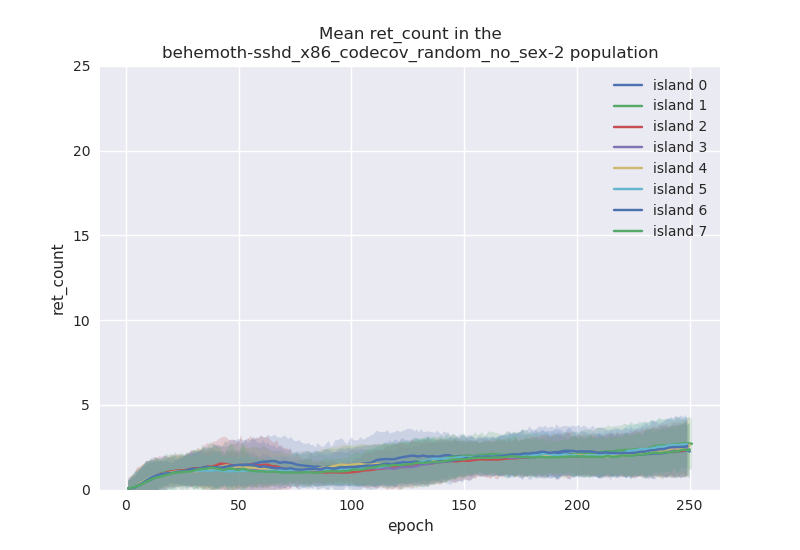 Mean ret_count in the
behemoth-sshd_x86_codecov_random_no_sex-2 population
25
20
15
10
5
0
ret_count
island 0
island 1
island 2
island 3
island 4
island 5
island 6
island 7
0 50 100 150 200 250
epoch